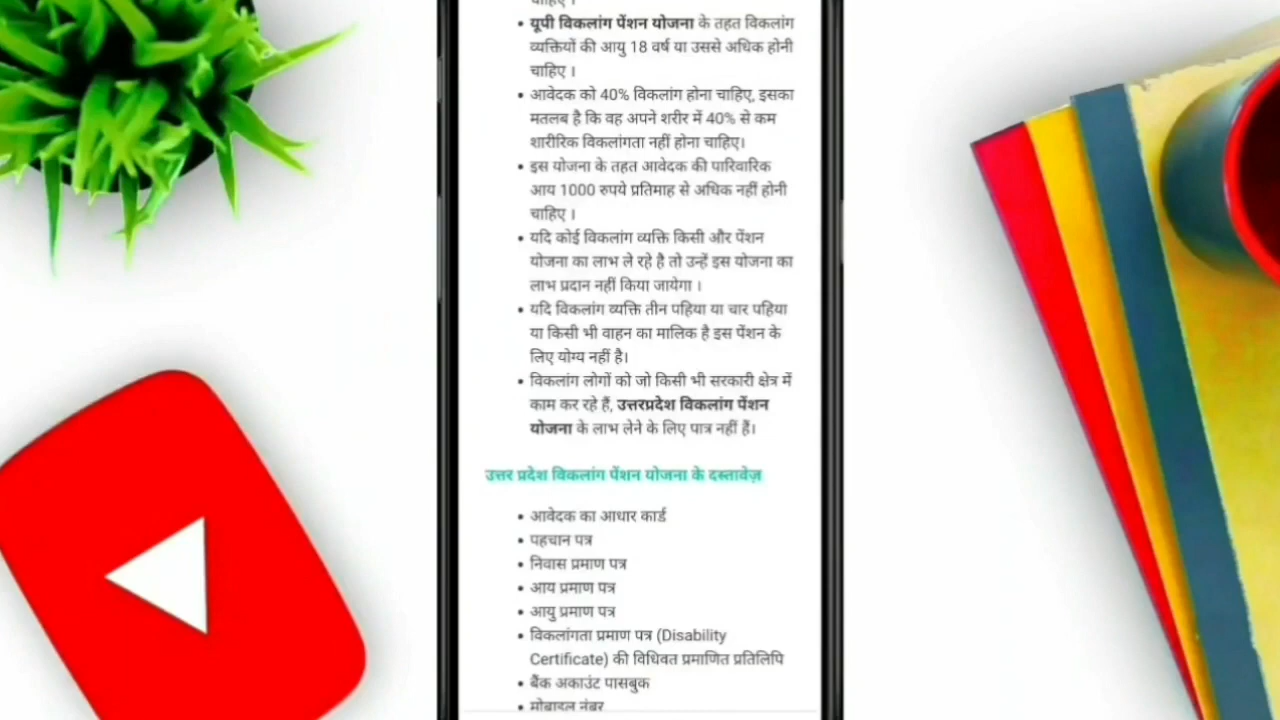 चाहिए ।
• यूपी विकलांग पेंशन योजना के तहत विकलांग
व्यक्तियों की आयु 18 वर्ष या उससे अधिक होनी
चाहिए ।
• आवेदक को 40% विकलांग होना चाहिए, इसका
मतलब है कि वह अपने शरीर में 40% से कम
शारीरिक विकलांगता नहीं होना चाहिए।
• इस योजना के तहत आवेदक की पारिवारिक
आय 1000 रुपये प्रतिमाह से अधिक नहीं होनी
चाहिए ।
• यदि कोई विकलांग व्यक्ति किसी और पेंशन
योजना का लाभ ले रहे है तो उन्हें इस योजना का
लाभ प्रदान नहीं किया जायेगा ।
• यदि विकलांग व्यक्ति तीन पहिया या चार पहिया
या किसी भी वाहन का मालिक है इस पेंशन के
लिए योग्य नहीं है।
• विकलांग लोगों को जो किसी भी सरकारी क्षेत्र में
काम कर रहे हैं, उत्तरप्रदेश विकलांग पेंशन
योजना के लाभ लेने के लिए पात्र नहीं हैं।
उत्तर प्रदेश विकलांग पेंशन योजना के दस्तावेज़
• आवेदक का आधार कार्ड
• पहचान पत्र
• निवास प्रमाण पत्र
• आय प्रमाण पत्र
• आयु प्रमाण पत्र
• विकलांगता प्रमाण पत्र (Disability
Certificate) की विधिवत प्रमाणित प्रतिलिपि
• बैंक अकाउंट पासबुक
• मोबाइल नंबर